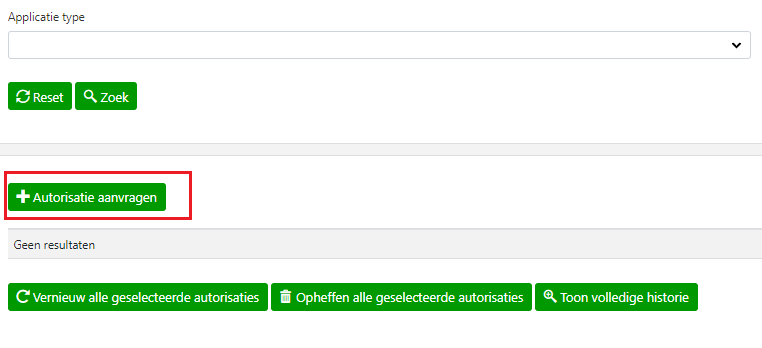 Applicatie type
Reset Zoek
Autorisatie aanvragen
Geen resultaten
Vernieuw alle geselecteerde autorisaties Opheffen alle geselecteerde autorisaties Toon volledige historie